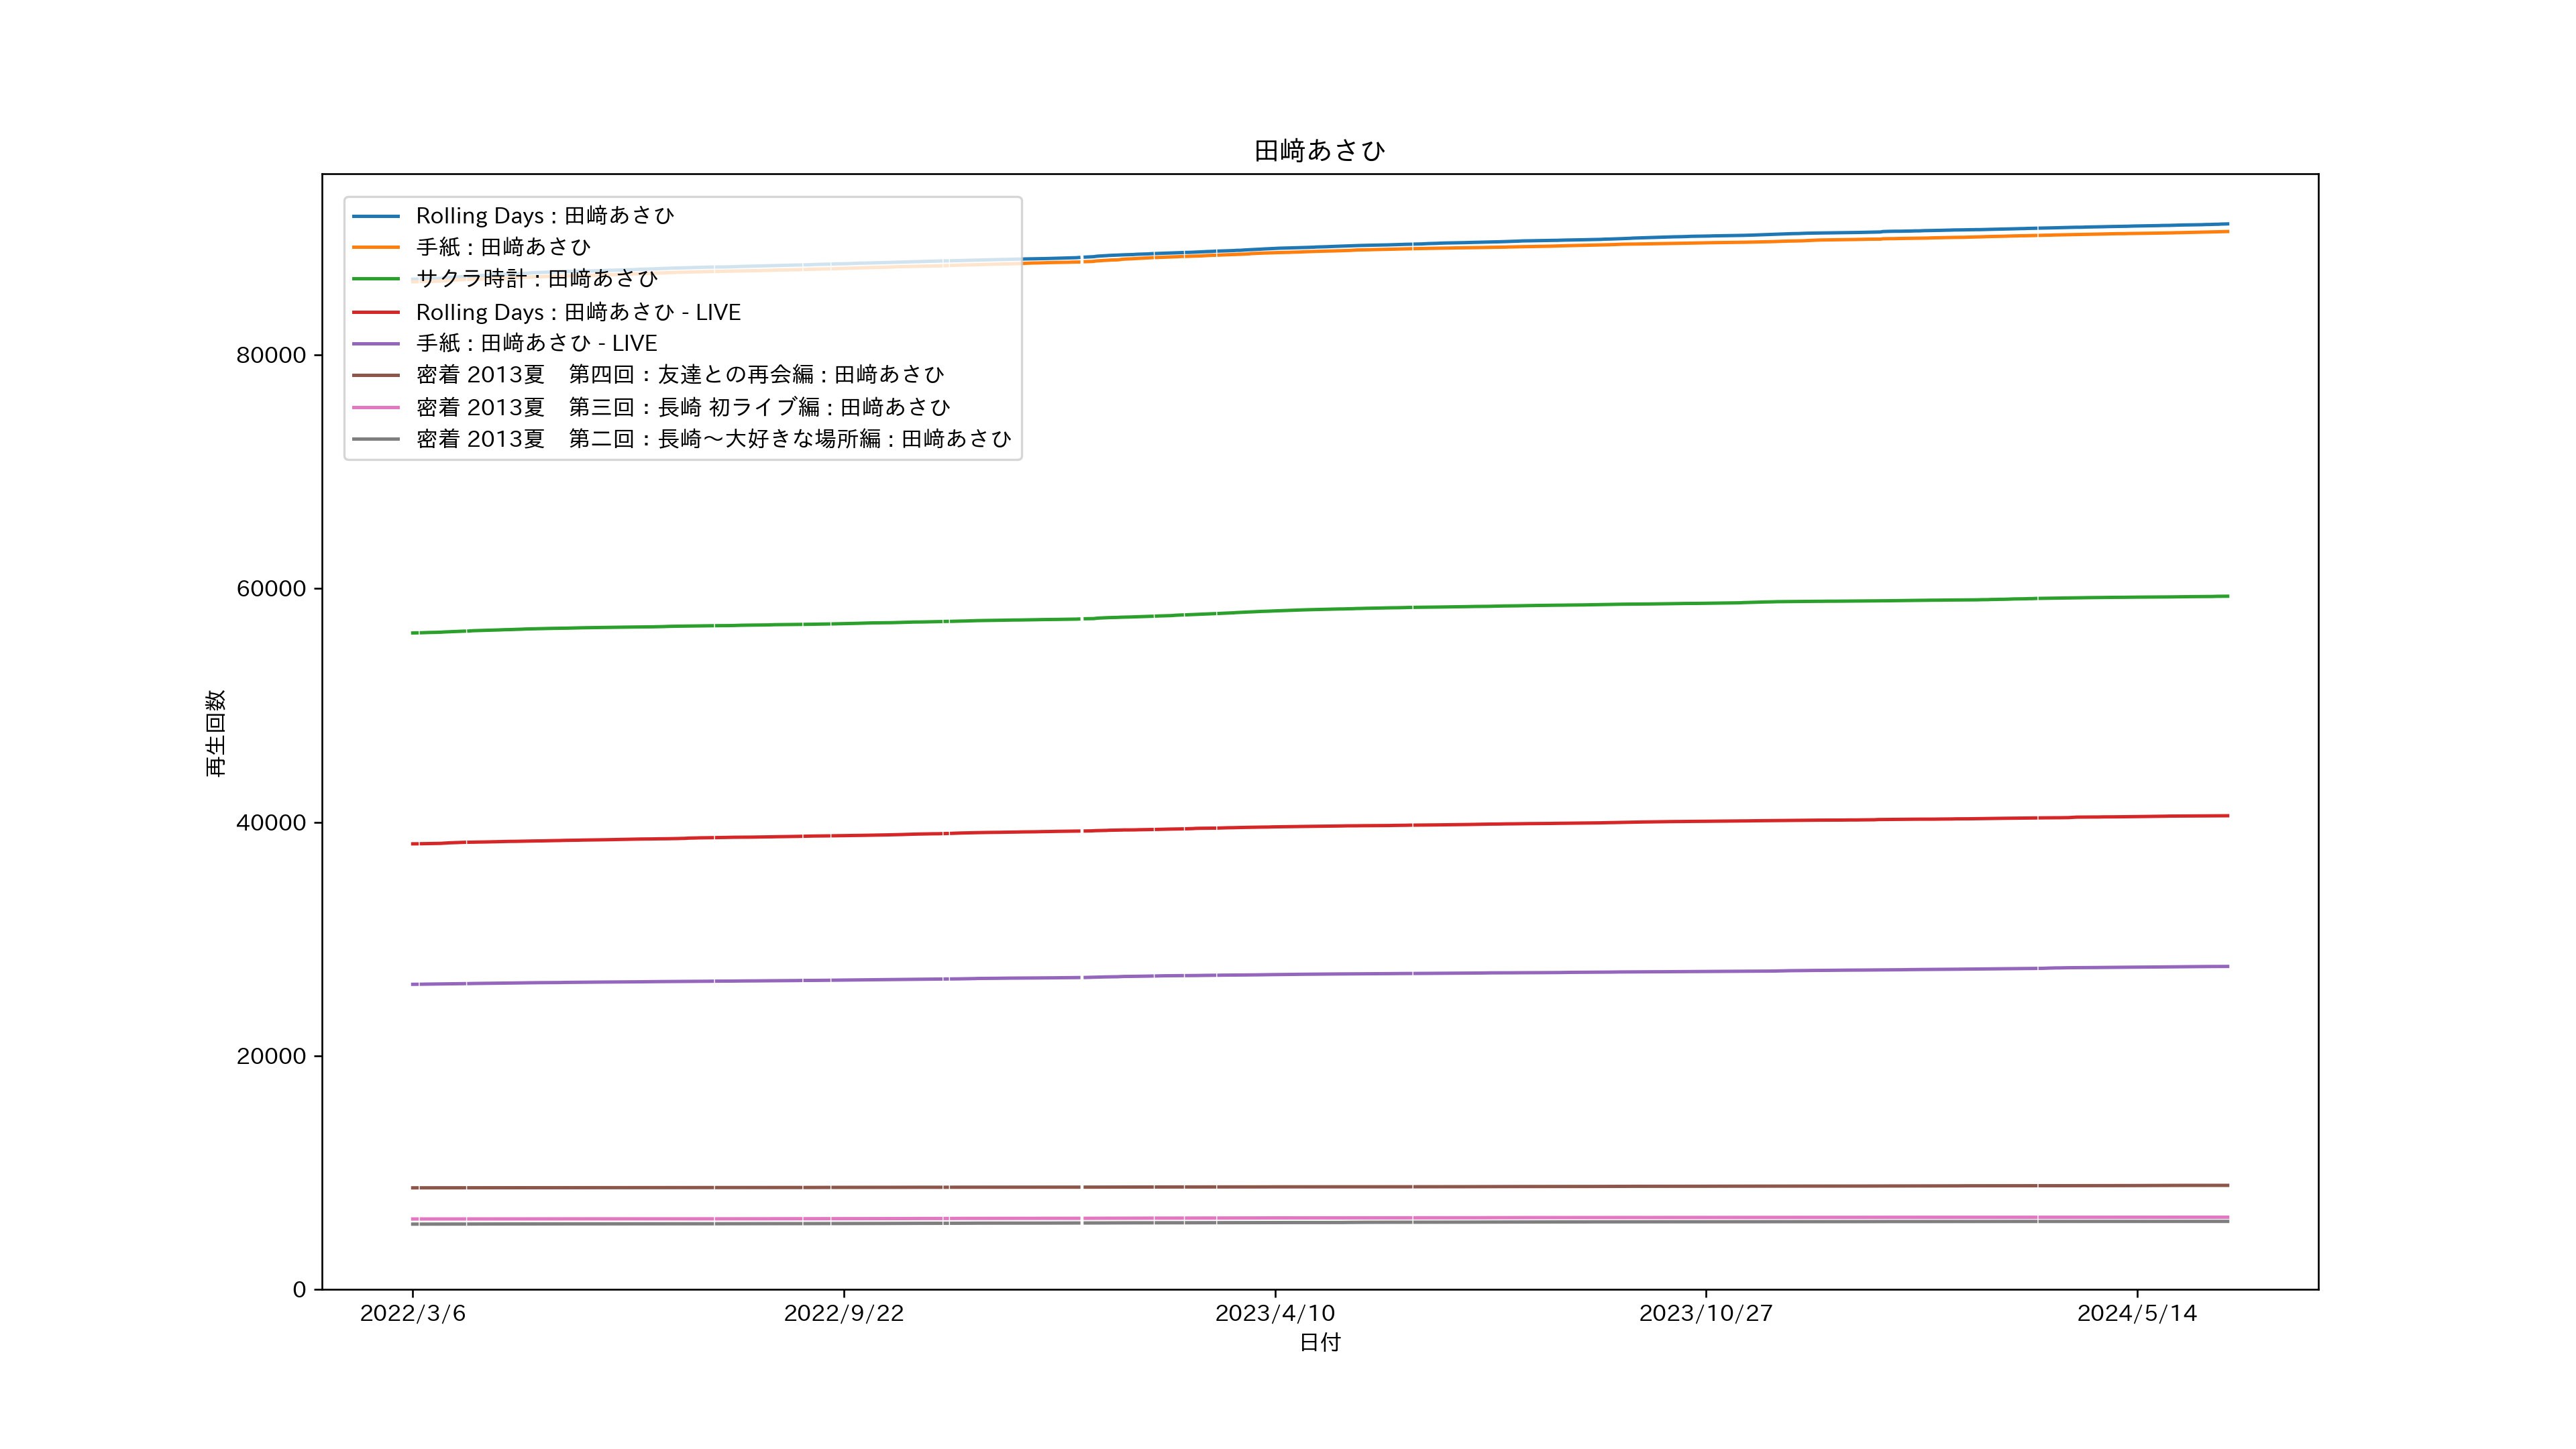 田﨑あさひ
Rolling Days : 田﨑あさひ
手紙 : 田﨑あさひ
サクラ時計 : 田﨑あさひ
Rolling Days : 田﨑あさひ - LIVE
手紙 : 田﨑あさひ - LIVE
密着 2013夏　第四回：友達との再会編 : 田﨑あさひ
密着 2013夏　第三回：長崎 初ライブ編 : 田﨑あさひ
密着 2013夏　第二回：長崎～大好きな場所編 : 田﨑あさひ
再生回数
80000
60000
40000
20000
0
2022/3/6 2022/9/22 2023/4/10 2023/10/27 2024/5/14
日付